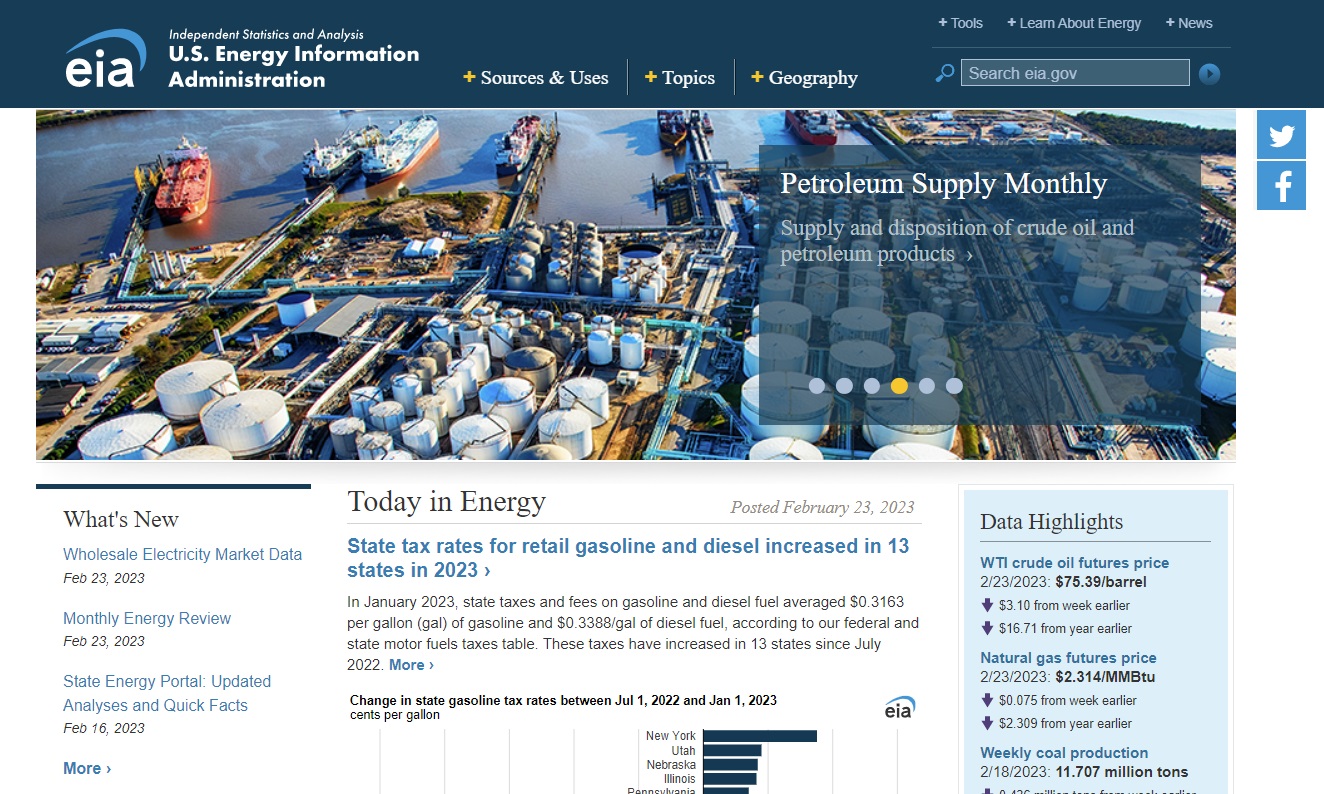 + Tools + Learn About Energy + News
Independent Statistics and Analysis
U.S. Energy Information
Administration
eia
+ Sources & Uses + Topics + Geography
Search eia.gov
Petroleum Supply Monthly
Supply and disposition of crude oil and
petroleum products ›
What's New
Wholesale Electricity Market Data
Feb 23, 2023
Monthly Energy Review
Feb 23, 2023
State Energy Portal: Updated
Analyses and Quick Facts
Feb 16, 2023
More ›
Today in Energy
Posted February 23, 2023
State tax rates for retail gasoline and diesel increased in 13
states in 2023 ›
In January 2023, state taxes and fees on gasoline and diesel fuel averaged $0.3163
per gallon (gal) of gasoline and $0.3388/gal of diesel fuel, according to our federal and
state motor fuels taxes table. These taxes have increased in 13 states since July
2022. More ›
Change in state gasoline tax rates between Jul 1, 2022 and Jan 1, 2023
cents per gallon
eia
New York
Utah
Nebraska
Illinois
Pennsylvania
Data Highlights
WTI crude oil futures price
2/23/2023: $75.39/barrel
$3.10 from week earlier
$16.71 from year earlier
Natural gas futures price
2/23/2023: $2.314/MMBtu
$0.075 from week earlier
$2.309 from year earlier
Weekly coal production
2/18/2023: 11.707 million tons
0.436 million tons from week earlier